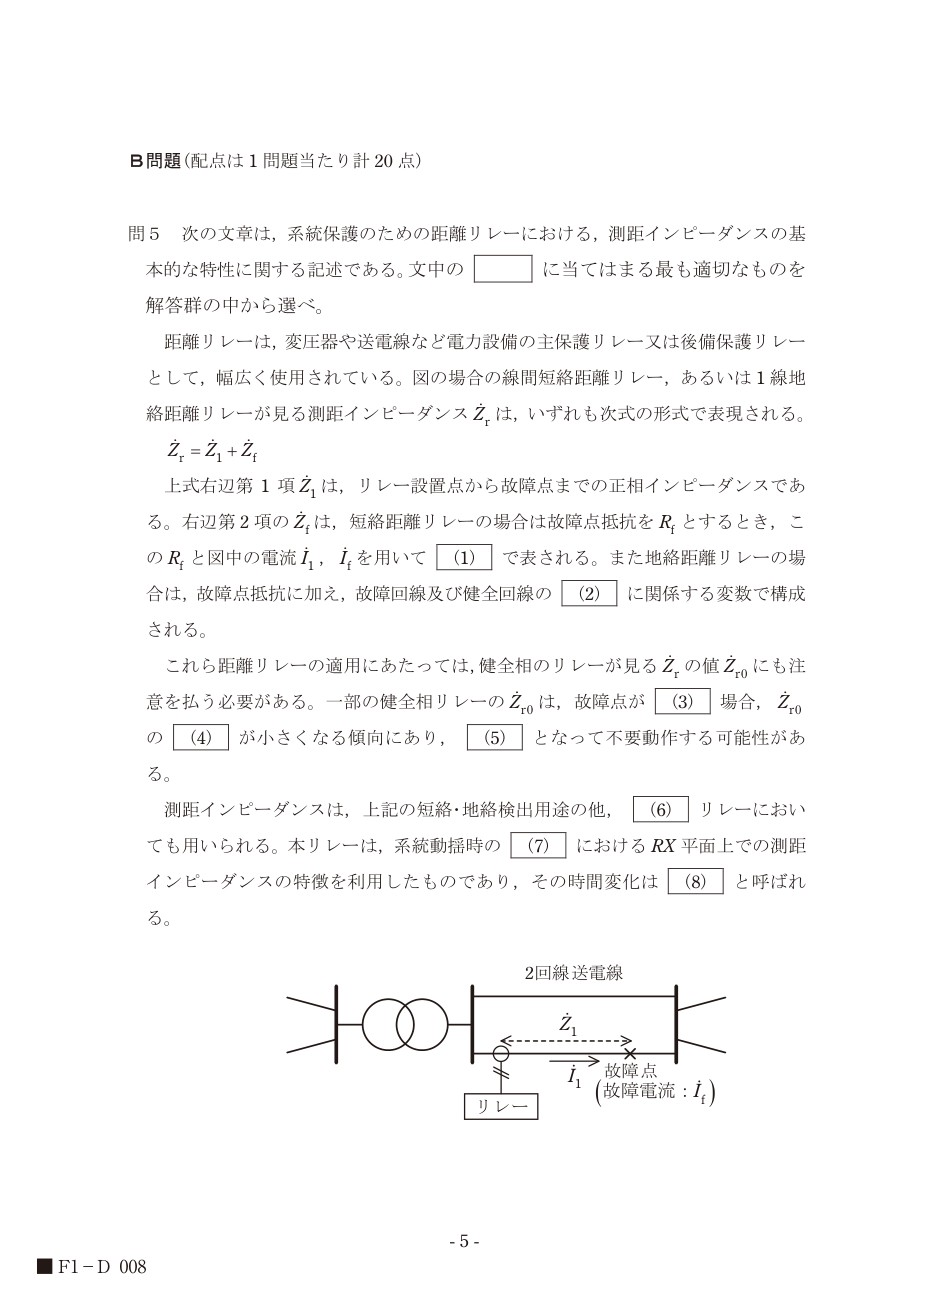 B問題(配点は1問題当たり計20点)
問5 次の文章は，系統保護のための距離リレーにおける，測距インピーダンスの基
本的な特性に関する記述である。文中の　　　に当てはまる最も適切なものを
解答群の中から選べ。
距離リレーは，変圧器や送電線など電力設備の主保護リレー又は後備保護リレー
として，幅広く使用されている。図の場合の線間短絡距離リレー，あるいは1線地
絡距離リレーが見る測距インピーダンスŻrは，いずれも次式の形式で表現される。
Żr = Ż1 + Żf
上式右辺第1項Ż1は，リレー設置点から故障点までの正相インピーダンスであ
る。右辺第2項のŻfは，短絡距離リレーの場合は故障点抵抗をRfとするとき，こ
のRfと図中の電流İ1，İfを用いて (1) で表される。また地絡距離リレーの場
合は，故障点抵抗に加え，故障回線及び健全回線の (2) に関係する変数で構成
される。
これら距離リレーの適用にあたっては，健全相のリレーが見るŻrの値Żr0にも注
意を払う必要がある。一部の健全相リレーのŻr0は，故障点が (3) 場合，Żr0
の (4) が小さくなる傾向にあり， (5) となって不要動作する可能性があ
る。
測距インピーダンスは，上記の短絡・地絡検出用途の他， (6) リレーにおい
ても用いられる。本リレーは，系統動揺時の (7) におけるRX平面上での測距
インピーダンスの特徴を利用したものであり，その時間変化は (8) と呼ばれ
る。
2回線送電線
Ż1
İ1
故障点
(故障電流：İf)
リレー
- 5 -
■F1－D 008